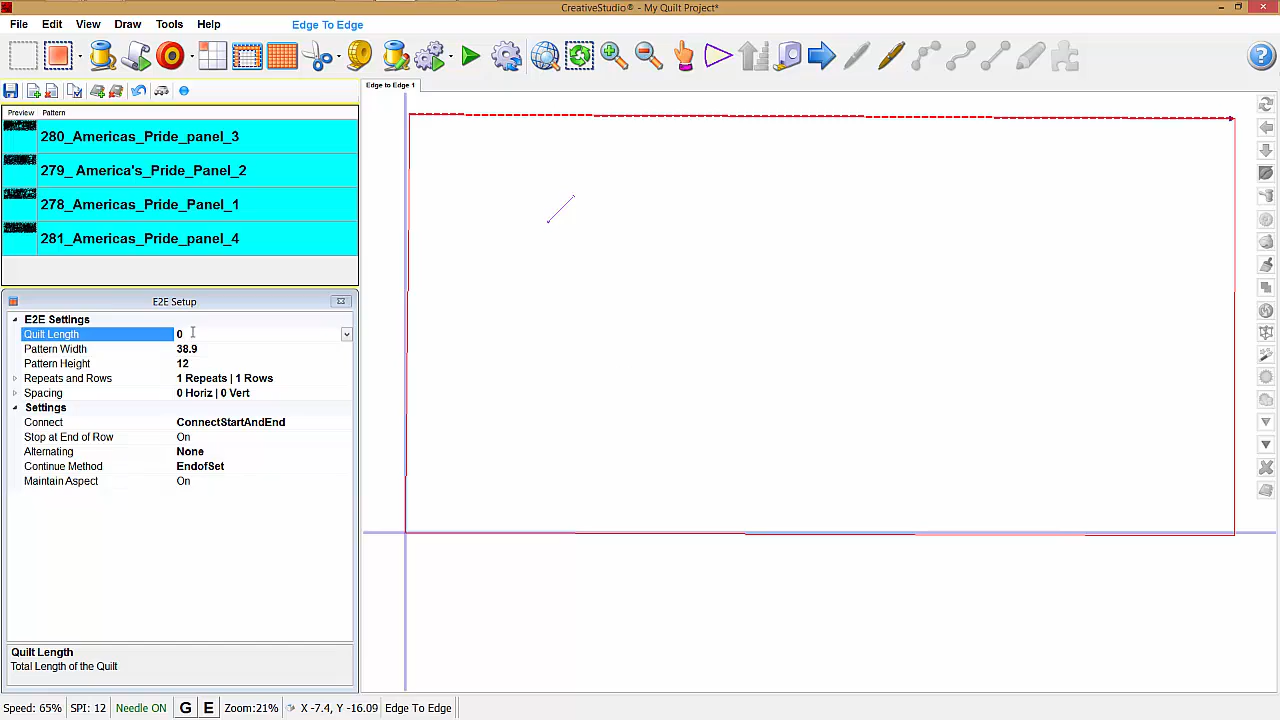 CreativeStudio® - My Quilt Project*
File Edit View Draw Tools Help Edge To Edge
Edge to Edge 1
Preview Pattern
280_Americas_Pride_panel_3
279_ America's_Pride_Panel_2
278_Americas_Pride_Panel_1
281_Americas_Pride_panel_4
E2E Setup
E2E Settings
Quilt Length 0
Pattern Width 38.9
Pattern Height 12
Repeats and Rows 1 Repeats | 1 Rows
Spacing 0 Horiz | 0 Vert
Settings
Connect ConnectStartAndEnd
Stop at End of Row On
Alternating None
Continue Method EndofSet
Maintain Aspect On
Quilt Length
Total Length of the Quilt
Speed: 65% SPI: 12 Needle ON G E Zoom:21% X -7.4, Y -16.09 Edge To Edge